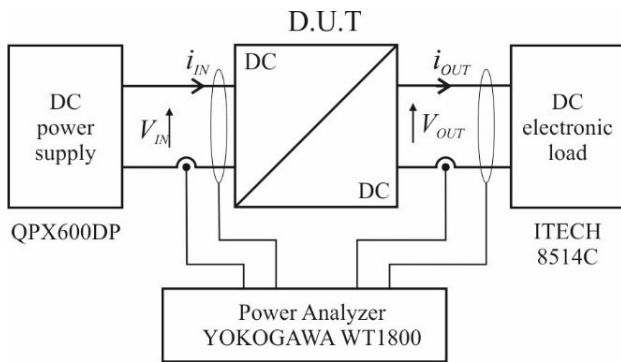 D.U.T
DC
power
supply
QPX600DP
i_IN
V_IN
DC
DC
i_OUT
V_OUT
DC
electronic
load
ITECH
8514C
Power Analyzer
YOKOGAWA WT1800